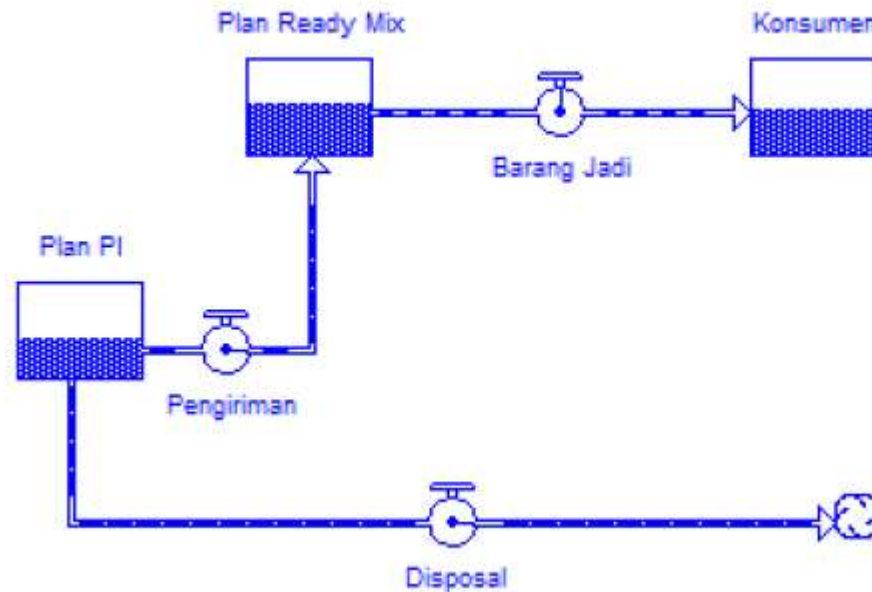 Plan Ready Mix
Konsumen
Barang Jadi
Plan PI
Pengiriman
Disposal